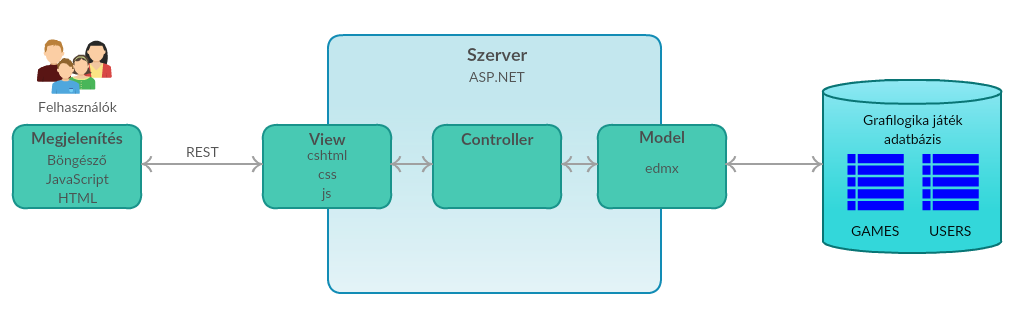 Felhasználók
Megjelenítés
Böngésző
JavaScript
HTML
REST
Szerver
ASP.NET
View
cshtml
css
js
Controller
Model
edmx
Grafilogika játék
adatbázis
GAMES
USERS